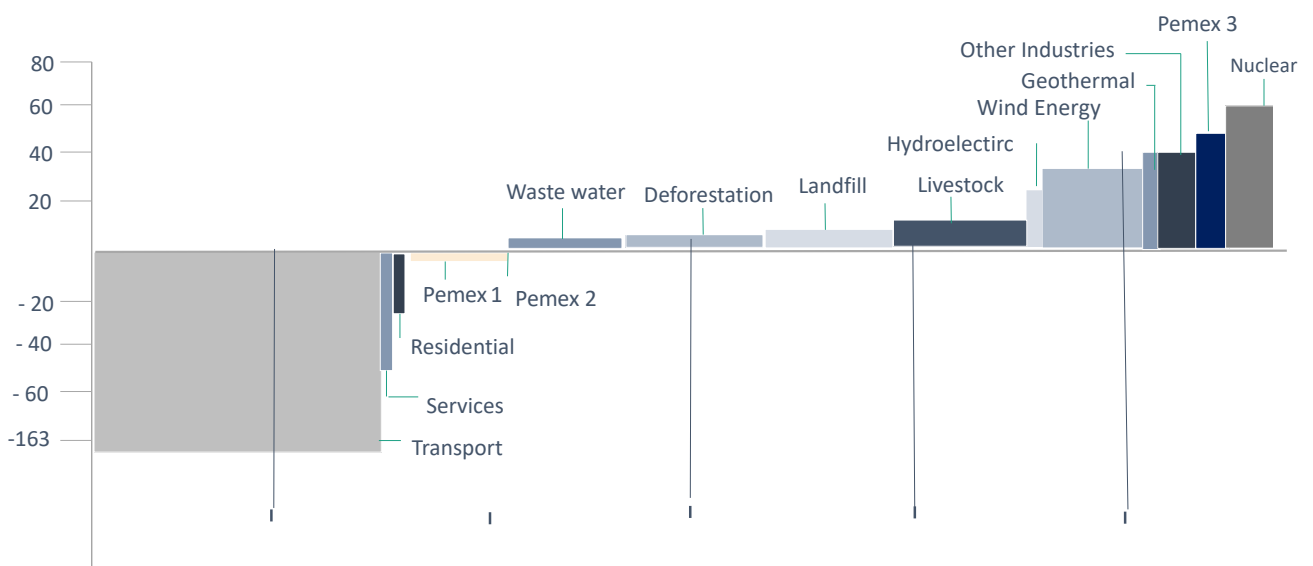 Pemex 3
Other Industries
Nuclear
Geothermal
Wind Energy
Hydroelectirc
Waste water
Deforestation
Landfill
Livestock
80
60
40
20
- 20
- 40
- 60
-163
Pemex 1
Pemex 2
Residential
Services
Transport